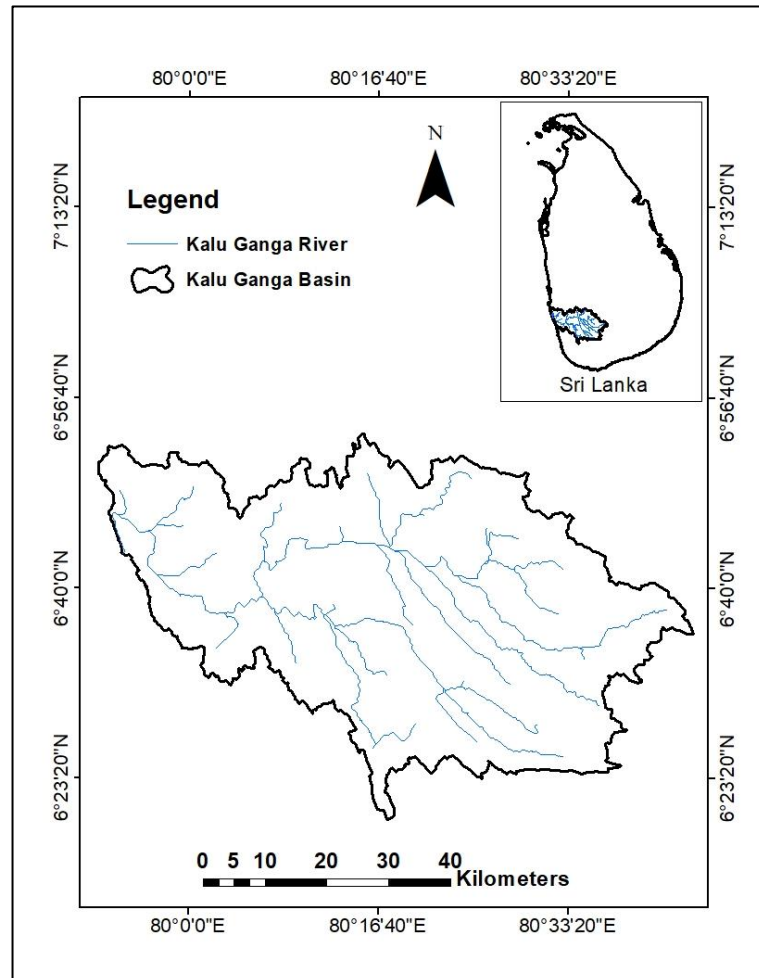 80°0'0"E 80°16'40"E 80°33'20"E
N
7°13'20"N
7°13'20"N
Legend
Kalu Ganga River
Kalu Ganga Basin
Sri Lanka
6°56'40"N
6°56'40"N
6°40'0"N
6°40'0"N
6°23'20"N
6°23'20"N
0 5 10 20 30 40
Kilometers
80°0'0"E 80°16'40"E 80°33'20"E